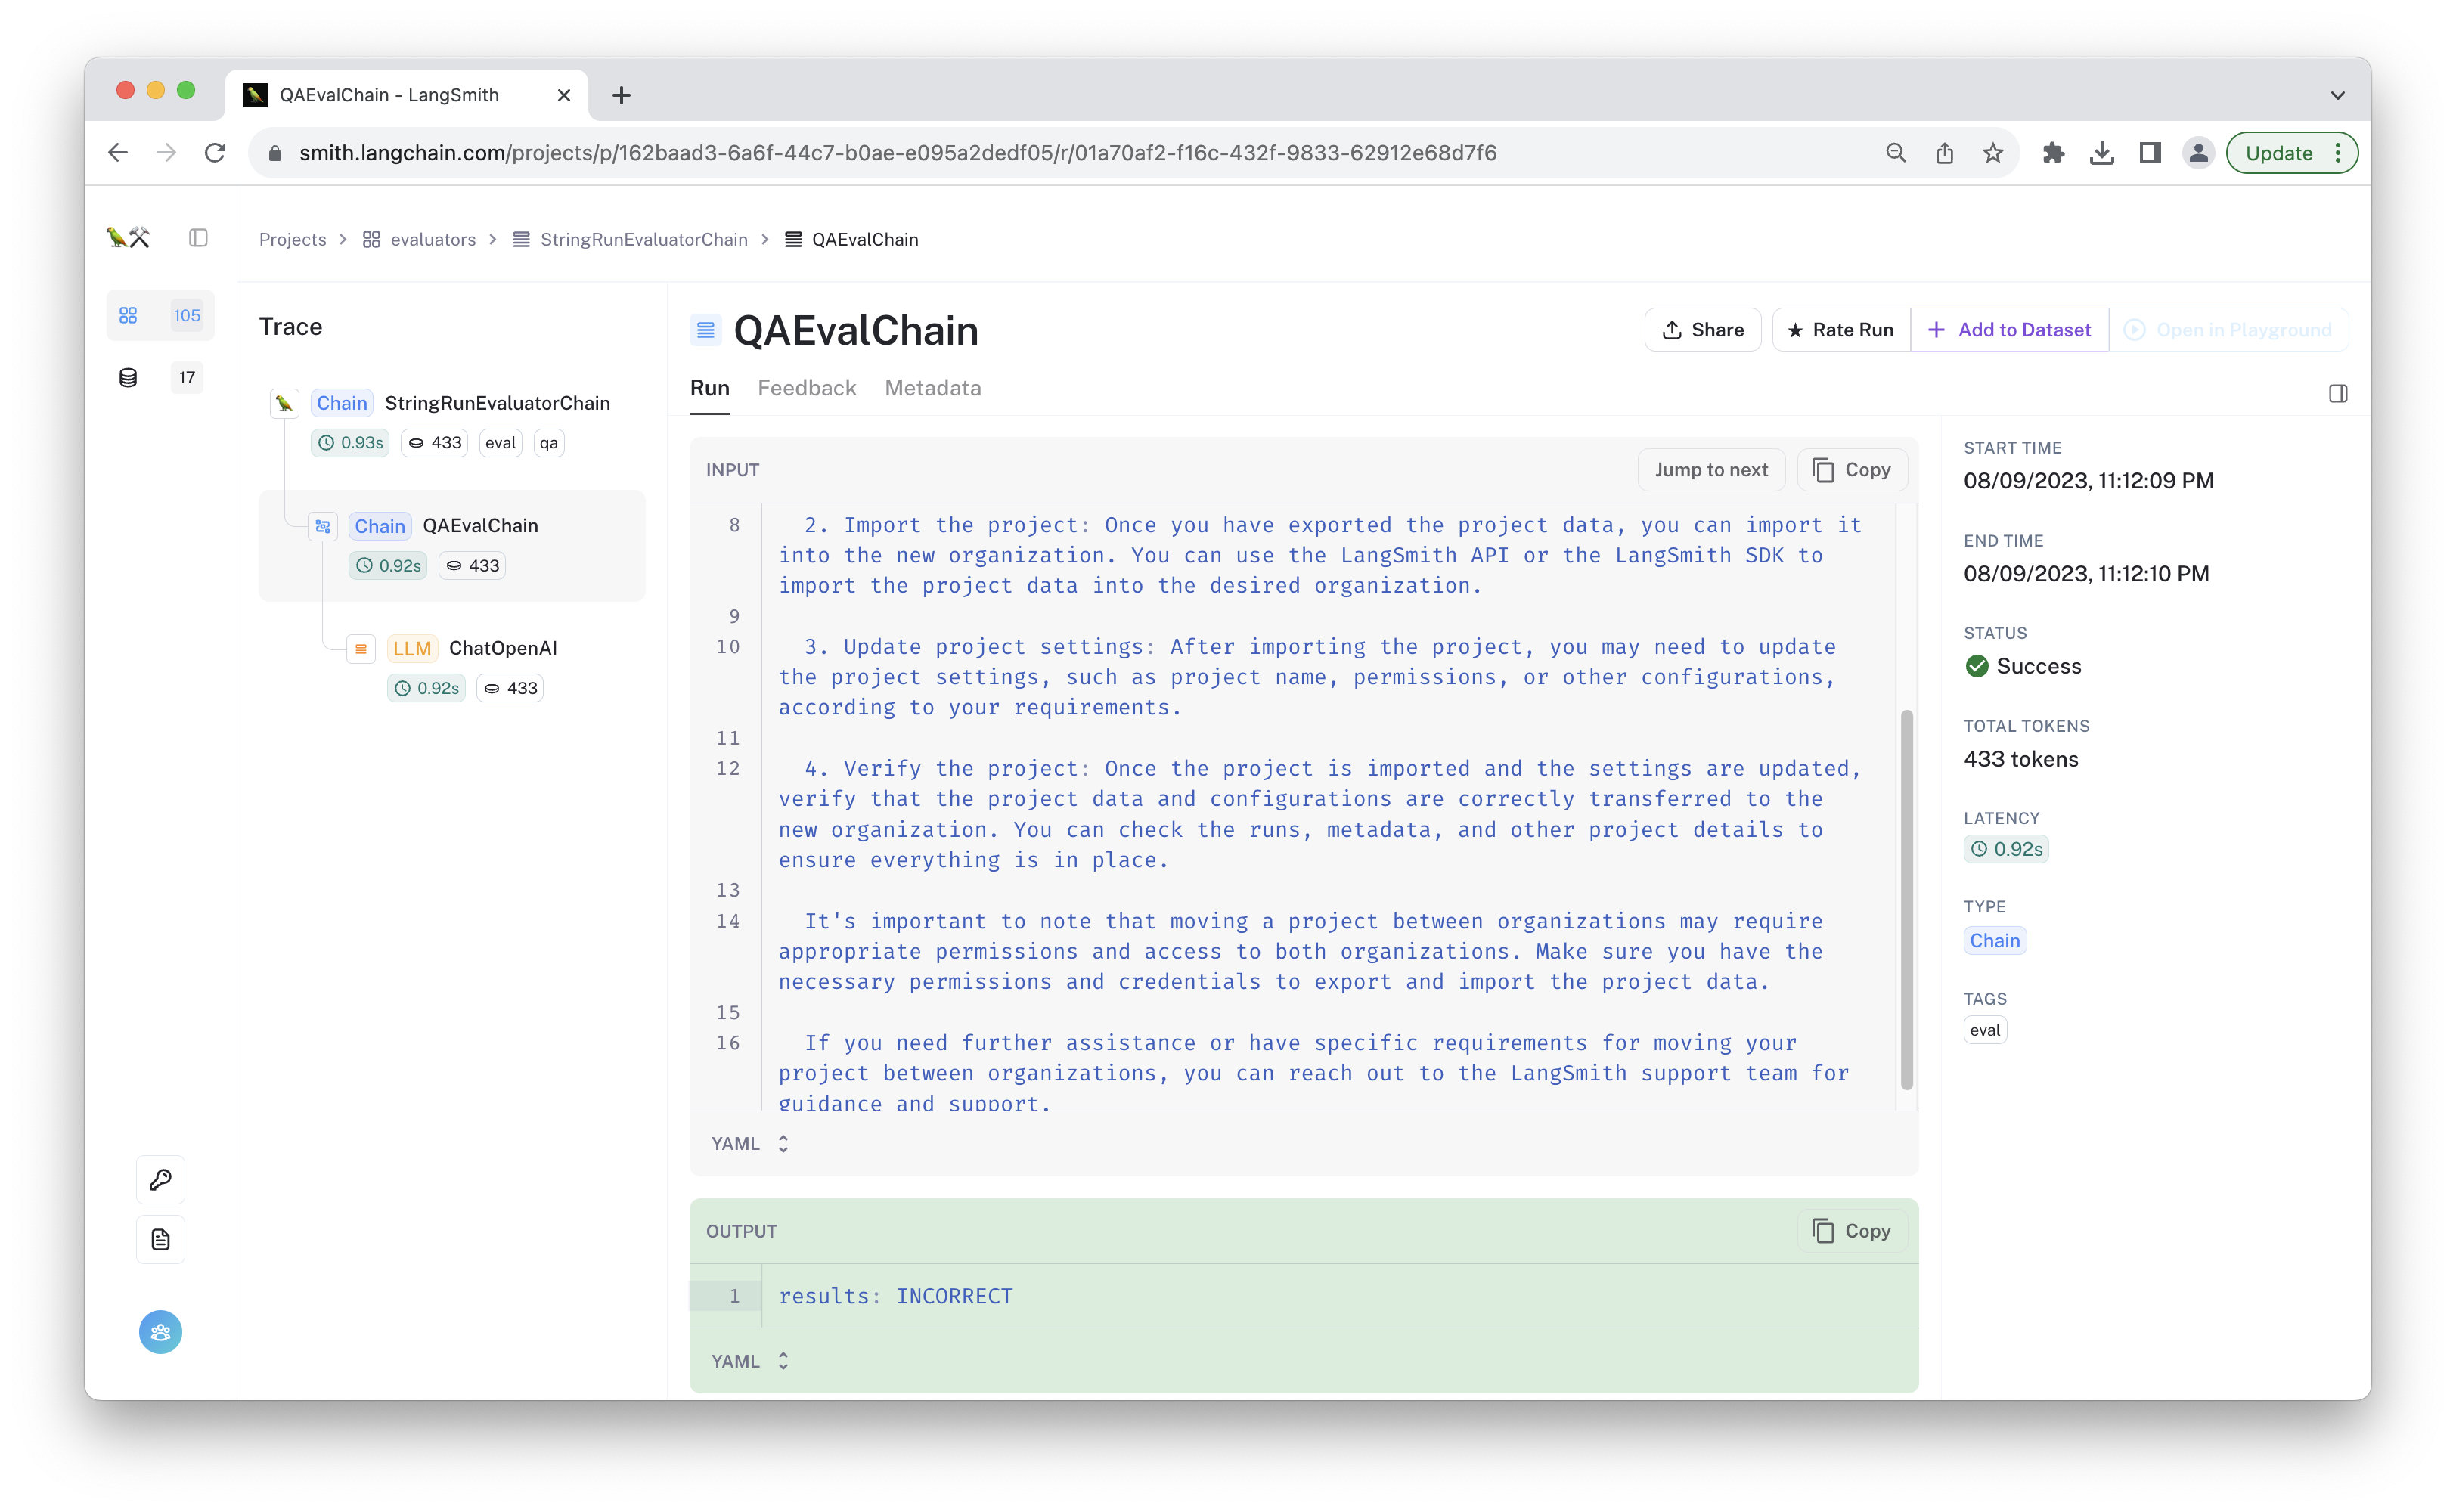 QAEvalChain - LangSmith
smith.langchain.com/projects/p/162baad3-6a6f-44c7-b0ae-e095a2dedf05/r/01a70af2-f16c-432f-9833-62912e68d7f6
Update
Projects > evaluators > StringRunEvaluatorChain > QAEvalChain
105
17
Trace
Chain StringRunEvaluatorChain
0.93s 433 eval qa
Chain QAEvalChain
0.92s 433
LLM ChatOpenAI
0.92s 433
QAEvalChain
Share
Rate Run
Add to Dataset
Open in Playground
Run Feedback Metadata
INPUT
Jump to next
Copy
8 2. Import the project: Once you have exported the project data, you can import it
into the new organization. You can use the LangSmith API or the LangSmith SDK to
import the project data into the desired organization.
9
10 3. Update project settings: After importing the project, you may need to update
the project settings, such as project name, permissions, or other configurations,
according to your requirements.
11
12 4. Verify the project: Once the project is imported and the settings are updated,
verify that the project data and configurations are correctly transferred to the
new organization. You can check the runs, metadata, and other project details to
ensure everything is in place.
13
14 It's important to note that moving a project between organizations may require
appropriate permissions and access to both organizations. Make sure you have the
necessary permissions and credentials to export and import the project data.
15
16 If you need further assistance or have specific requirements for moving your
project between organizations, you can reach out to the LangSmith support team for
guidance and support.
YAML
OUTPUT
Copy
1 results: INCORRECT
YAML
START TIME
08/09/2023, 11:12:09 PM
END TIME
08/09/2023, 11:12:10 PM
STATUS
Success
TOTAL TOKENS
433 tokens
LATENCY
0.92s
TYPE
Chain
TAGS
eval